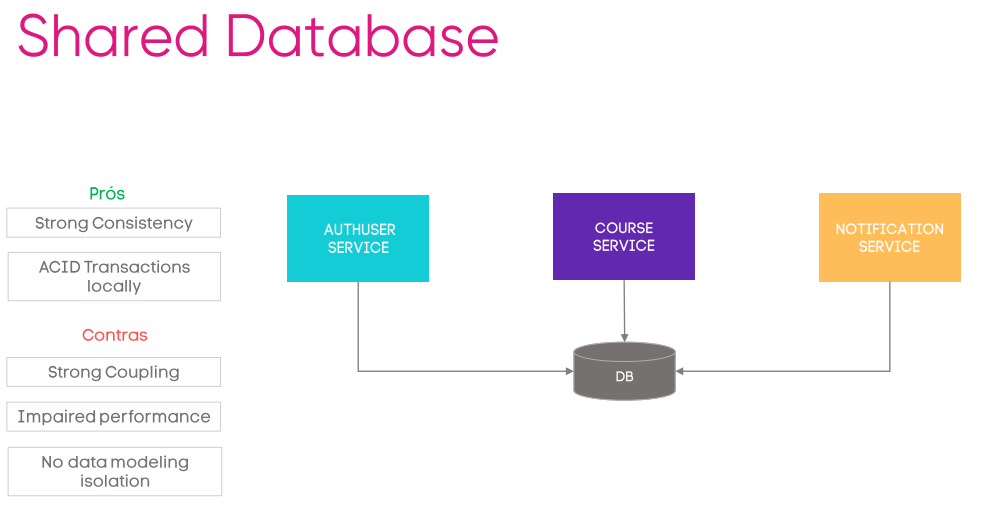 Shared Database
Prós
Strong Consistency
ACID Transactions
locally
Contras
Strong Coupling
Impaired performance
No data modeling
isolation
AUTHUSER
SERVICE
COURSE
SERVICE
NOTIFICATION
SERVICE
DB